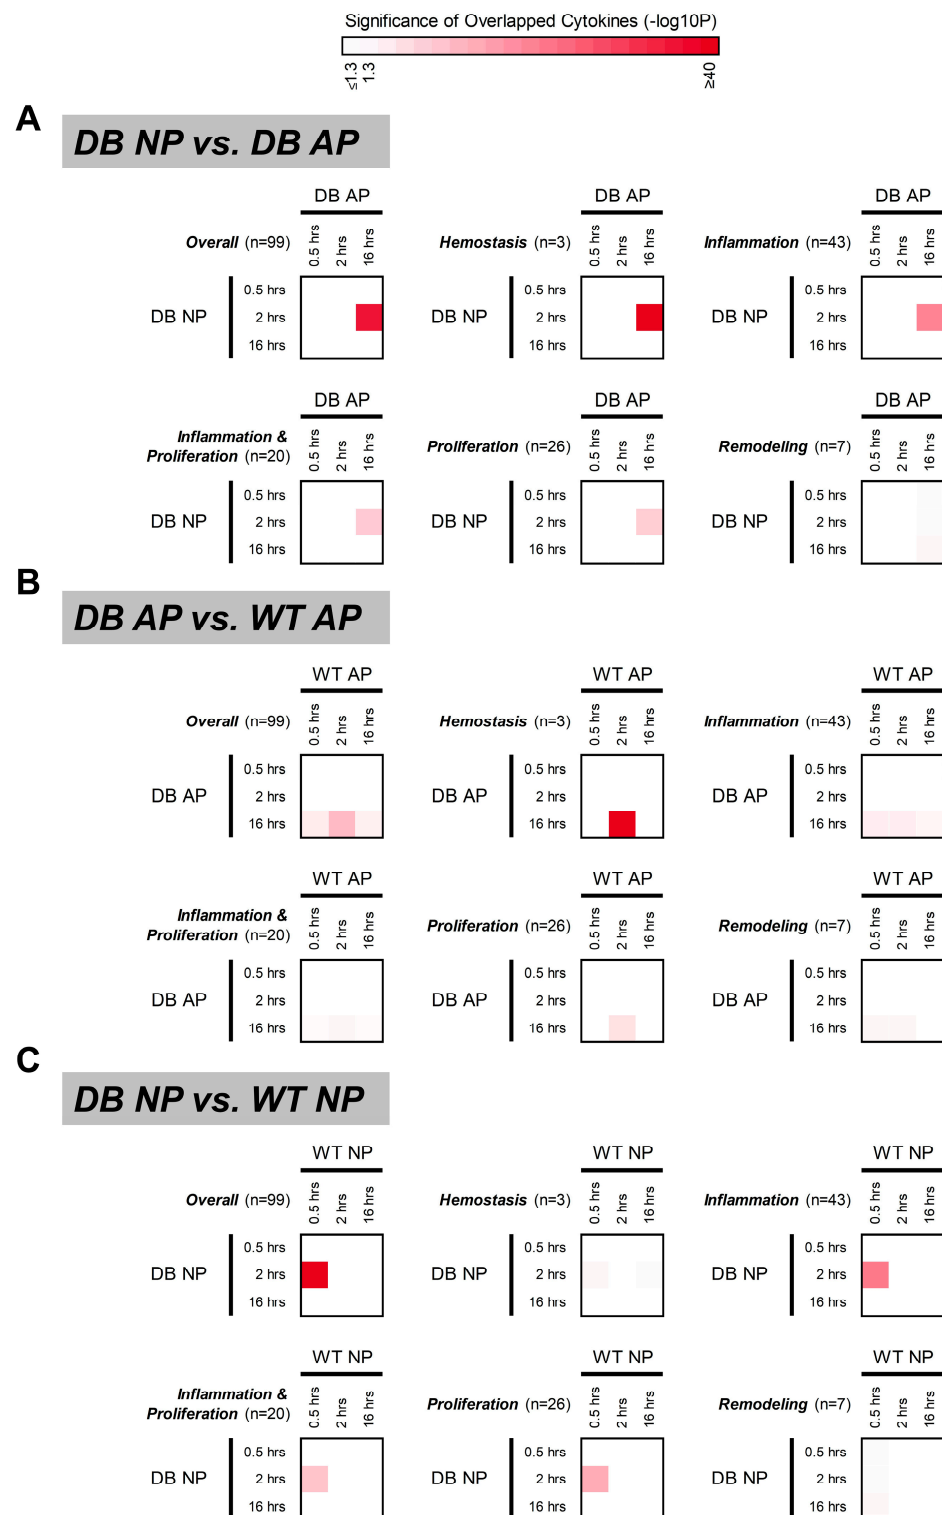 Significance of Overlapped Cytokines (-log10P)
≤1.3 1.3 ≥40
A
DB NP vs. DB AP
DB AP DB AP DB AP
Overall (n=99) 0.5 hrs 2 hrs 16 hrs Hemostasis (n=3) 0.5 hrs 2 hrs 16 hrs Inflammation (n=43) 0.5 hrs 2 hrs 16 hrs
0.5 hrs 0.5 hrs 0.5 hrs
DB NP 2 hrs DB NP 2 hrs DB NP 2 hrs
16 hrs 16 hrs 16 hrs
DB AP DB AP DB AP
Inflammation &
Proliferation (n=20) 0.5 hrs 2 hrs 16 hrs Proliferation (n=26) 0.5 hrs 2 hrs 16 hrs Remodeling (n=7) 0.5 hrs 2 hrs 16 hrs
0.5 hrs 0.5 hrs 0.5 hrs
DB NP 2 hrs DB NP 2 hrs DB NP 2 hrs
16 hrs 16 hrs 16 hrs
B
DB AP vs. WT AP
WT AP WT AP WT AP
Overall (n=99) 0.5 hrs 2 hrs 16 hrs Hemostasis (n=3) 0.5 hrs 2 hrs 16 hrs Inflammation (n=43) 0.5 hrs 2 hrs 16 hrs
0.5 hrs 0.5 hrs 0.5 hrs
DB AP 2 hrs DB AP 2 hrs DB AP 2 hrs
16 hrs 16 hrs 16 hrs
WT AP WT AP WT AP
Inflammation &
Proliferation (n=20) 0.5 hrs 2 hrs 16 hrs Proliferation (n=26) 0.5 hrs 2 hrs 16 hrs Remodeling (n=7) 0.5 hrs 2 hrs 16 hrs
0.5 hrs 0.5 hrs 0.5 hrs
DB AP 2 hrs DB AP 2 hrs DB AP 2 hrs
16 hrs 16 hrs 16 hrs
C
DB NP vs. WT NP
WT NP WT NP WT NP
Overall (n=99) 0.5 hrs 2 hrs 16 hrs Hemostasis (n=3) 0.5 hrs 2 hrs 16 hrs Inflammation (n=43) 0.5 hrs 2 hrs 16 hrs
0.5 hrs 0.5 hrs 0.5 hrs
DB NP 2 hrs DB NP 2 hrs DB NP 2 hrs
16 hrs 16 hrs 16 hrs
WT NP WT NP WT NP
Inflammation &
Proliferation (n=20) 0.5 hrs 2 hrs 16 hrs Proliferation (n=26) 0.5 hrs 2 hrs 16 hrs Remodeling (n=7) 0.5 hrs 2 hrs 16 hrs
0.5 hrs 0.5 hrs 0.5 hrs
DB NP 2 hrs DB NP 2 hrs DB NP 2 hrs
16 hrs 16 hrs 16 hrs